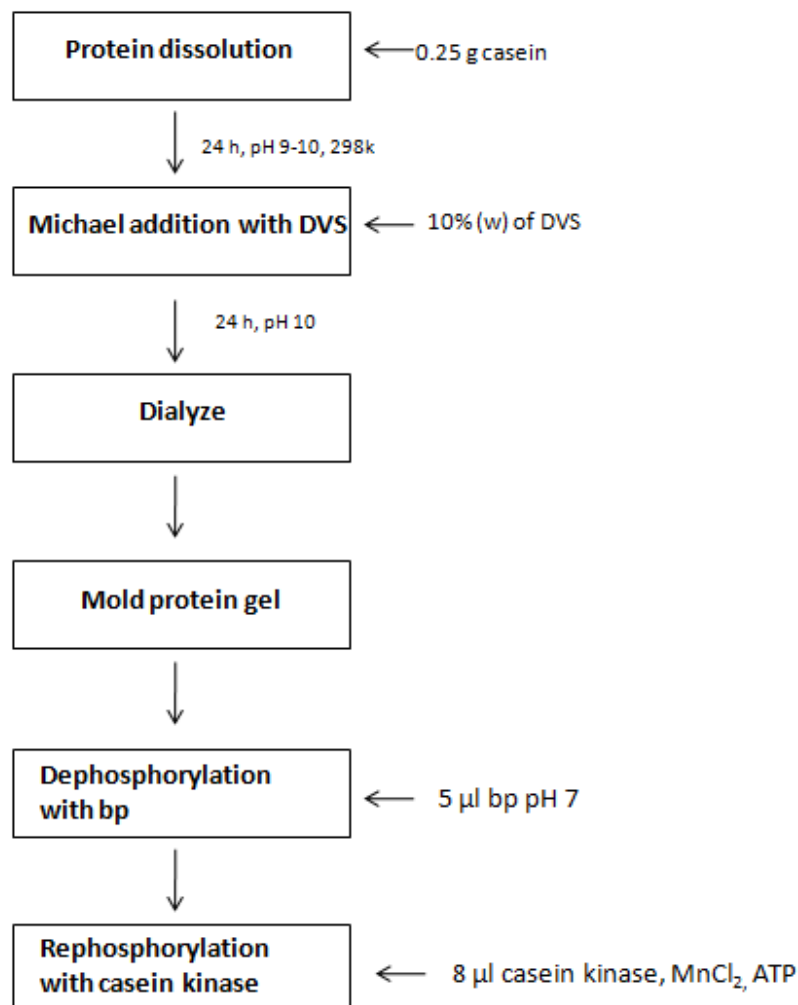 Protein dissolution
0.25 g casein
24 h, pH 9-10, 298k
Michael addition with DVS
10% (w) of DVS
24 h, pH 10
Dialyze
Mold protein gel
Dephosphorylation
with bp
5 µl bp pH 7
Rephosphorylation
with casein kinase
8 µl casein kinase, MnCl₂, ATP